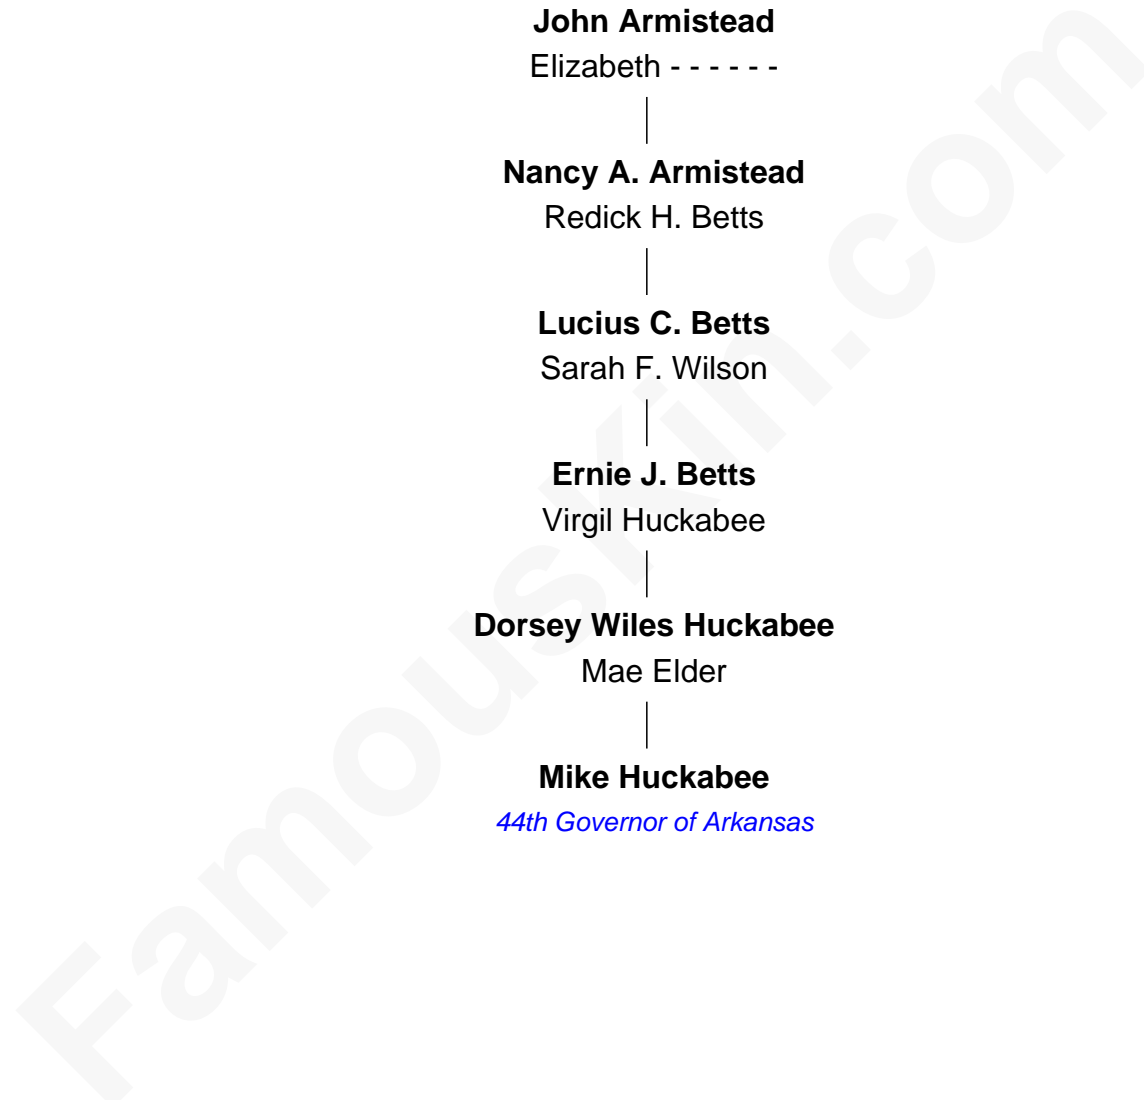 John Armistead
Elizabeth - - - - - -
Nancy A. Armistead
Redick H. Betts
Lucius C. Betts
Sarah F. Wilson
Ernie J. Betts
Virgil Huckabee
Dorsey Wiles Huckabee
Mae Elder
Mike Huckabee
44th Governor of Arkansas
FamousKin.com